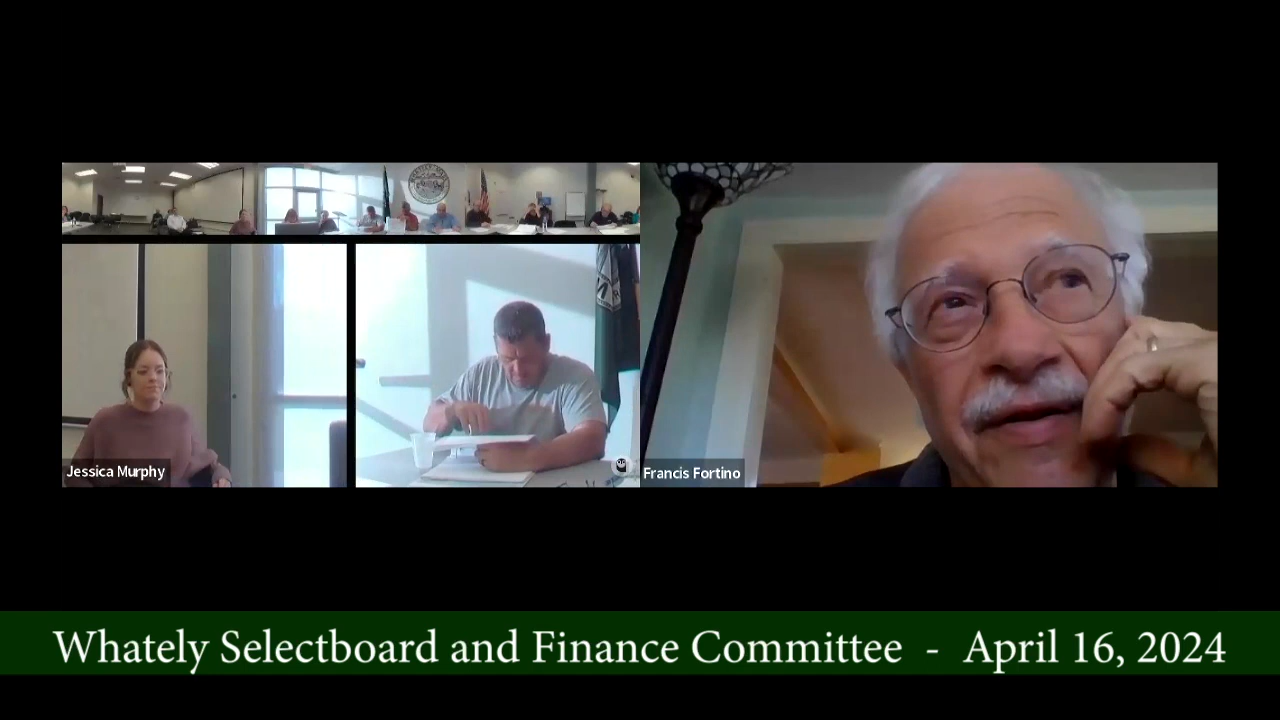 Jessica Murphy
Francis Fortino
Whately Selectboard and Finance Committee - April 16, 2024